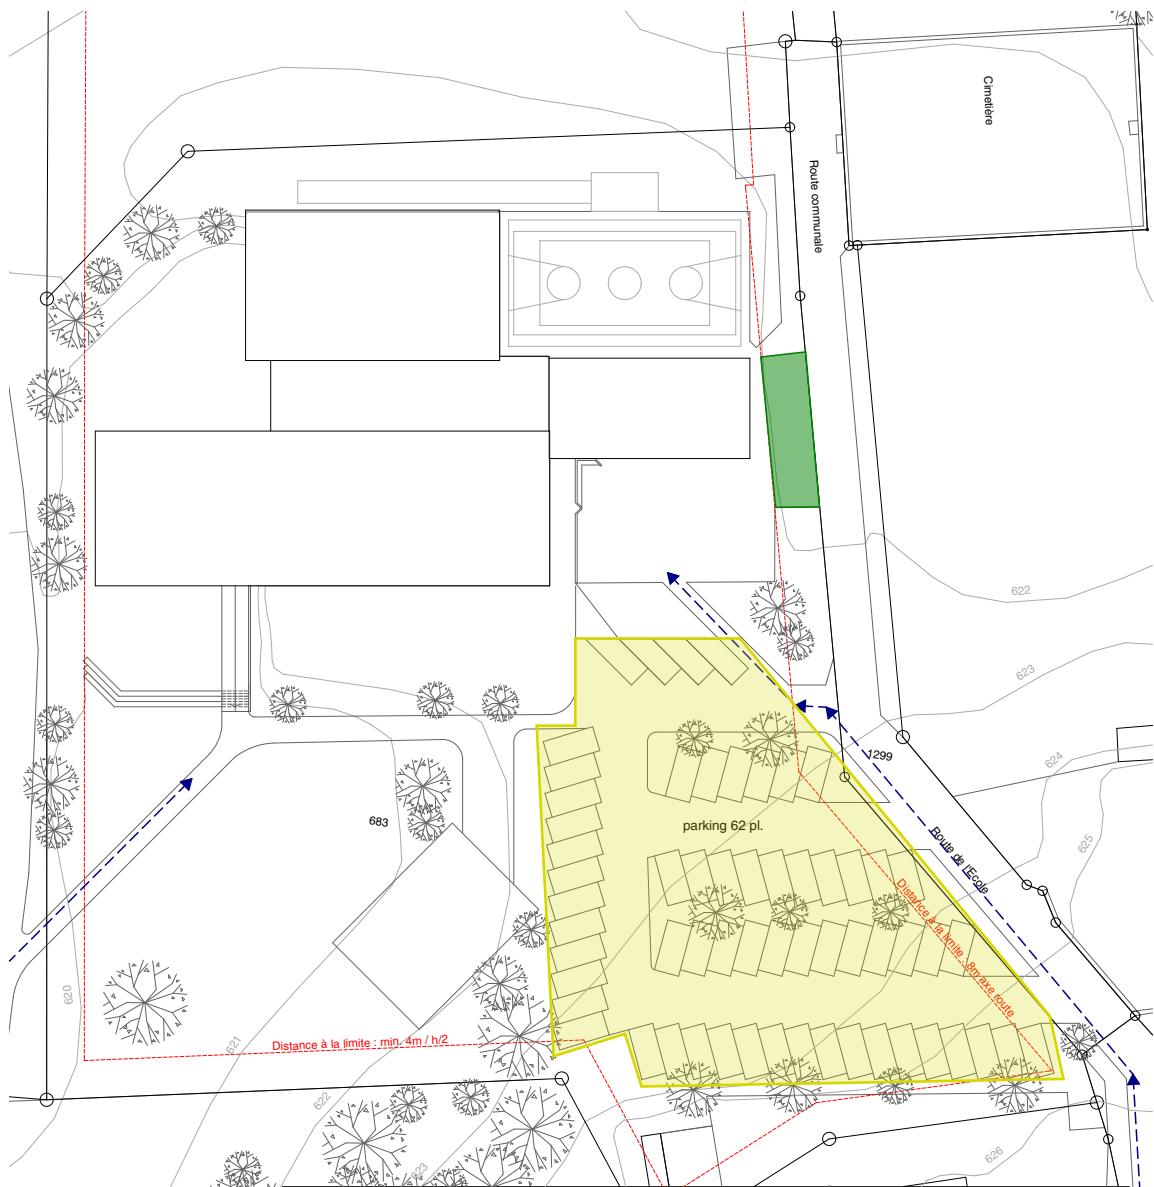 Cimetière
Route communale
622
623
624
1299
parking 62 pl.
683
Route de l'Ecole
625
Distance à la limite : 8m axe route
620
621
Distance à la limite : min. 4m / h/2
622
623
626